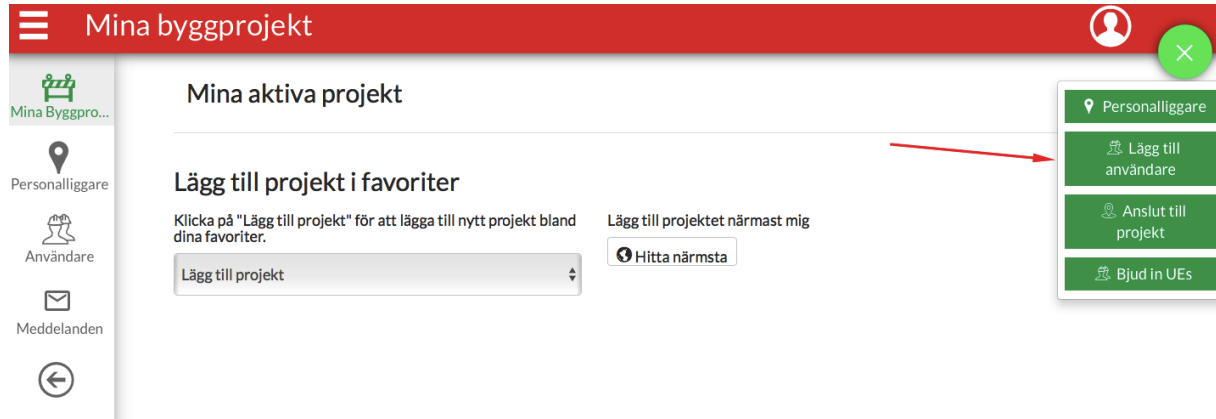 Mina byggprojekt
Mina Byggpro...
Personalliggare
Användare
Meddelanden
Mina aktiva projekt
Lägg till projekt i favoriter
Klicka på "Lägg till projekt" för att lägga till nytt projekt bland
dina favoriter.
Lägg till projekt
Lägg till projektet närmast mig
Hitta närmsta
Personalliggare
Lägg till
användare
Anslut till
projekt
Bjud in UEs